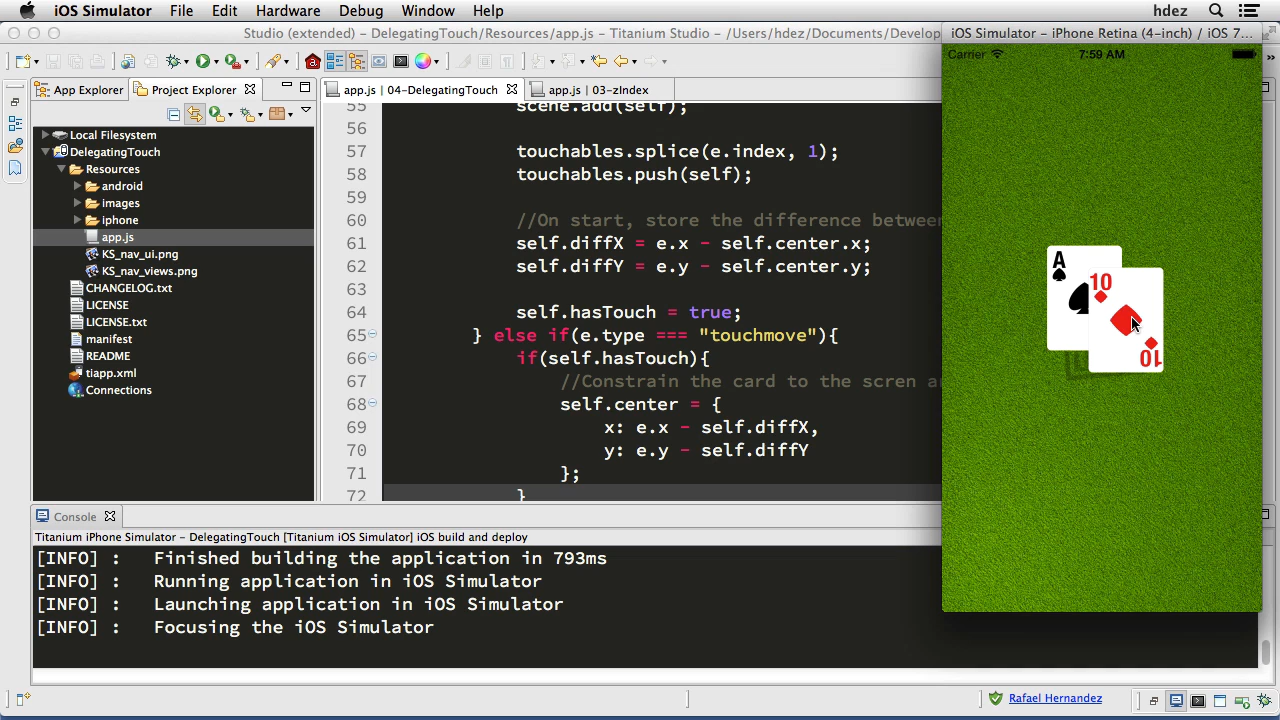 iOS Simulator File Edit Hardware Debug Window Help hdez
Studio (extended) – DelegatingTouch/Resources/app.js – Titanium Studio – /Users/hdez/Documents/Develop
iOS Simulator – iPhone Retina (4-inch) / iOS 7...
Carrier 7:59 AM
»
App Explorer
Project Explorer
app.js | 04-DelegatingTouch
app.js | 03-zIndex
Local Filesystem
DelegatingTouch
Resources
android
images
iphone
app.js
KS_nav_ui.png
KS_nav_views.png
CHANGELOG.txt
LICENSE
LICENSE.txt
manifest
README
tiapp.xml
Connections
55 scene.add(self);
56
57 touchables.splice(e.index, 1);
58 touchables.push(self);
59
60 //On start, store the difference between
61 self.diffX = e.x - self.center.x;
62 self.diffY = e.y - self.center.y;
63
64 self.hasTouch = true;
65 } else if(e.type === "touchmove"){
66 if(self.hasTouch){
67 //Constrain the card to the scren a
68 self.center = {
69 x: e.x - self.diffX,
70 y: e.y - self.diffY
71 };
72 }
A
10
10
Console
Titanium iPhone Simulator – DelegatingTouch [Titanium iOS Simulator] iOS build and deploy
[INFO] : Finished building the application in 793ms
[INFO] : Running application in iOS Simulator
[INFO] : Launching application in iOS Simulator
[INFO] : Focusing the iOS Simulator
Rafael Hernandez